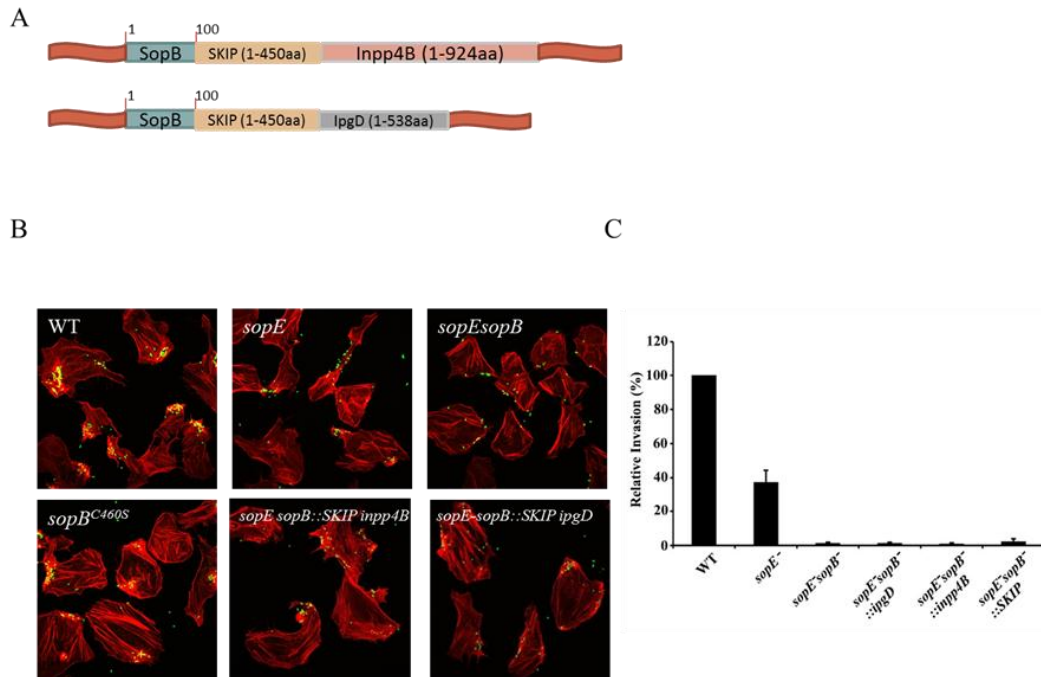 A
1 100
SopB SKIP (1-450aa) Inpp4B (1-924aa)
1 100
SopB SKIP (1-450aa) IpgD (1-538aa)
B
WT sopE sopEsopB
sopB^C460S sopE sopB::SKIP inpp4B sopE-sopB::SKIP ipgD
C
Relative Invasion (%)
120
100
80
60
40
20
0
WT
sopE⁻
sopE⁻sopB⁻
sopE⁻sopB⁻
::ipgD
sopE⁻sopB⁻
::inpp4B
sopE⁻sopB⁻
::SKIP